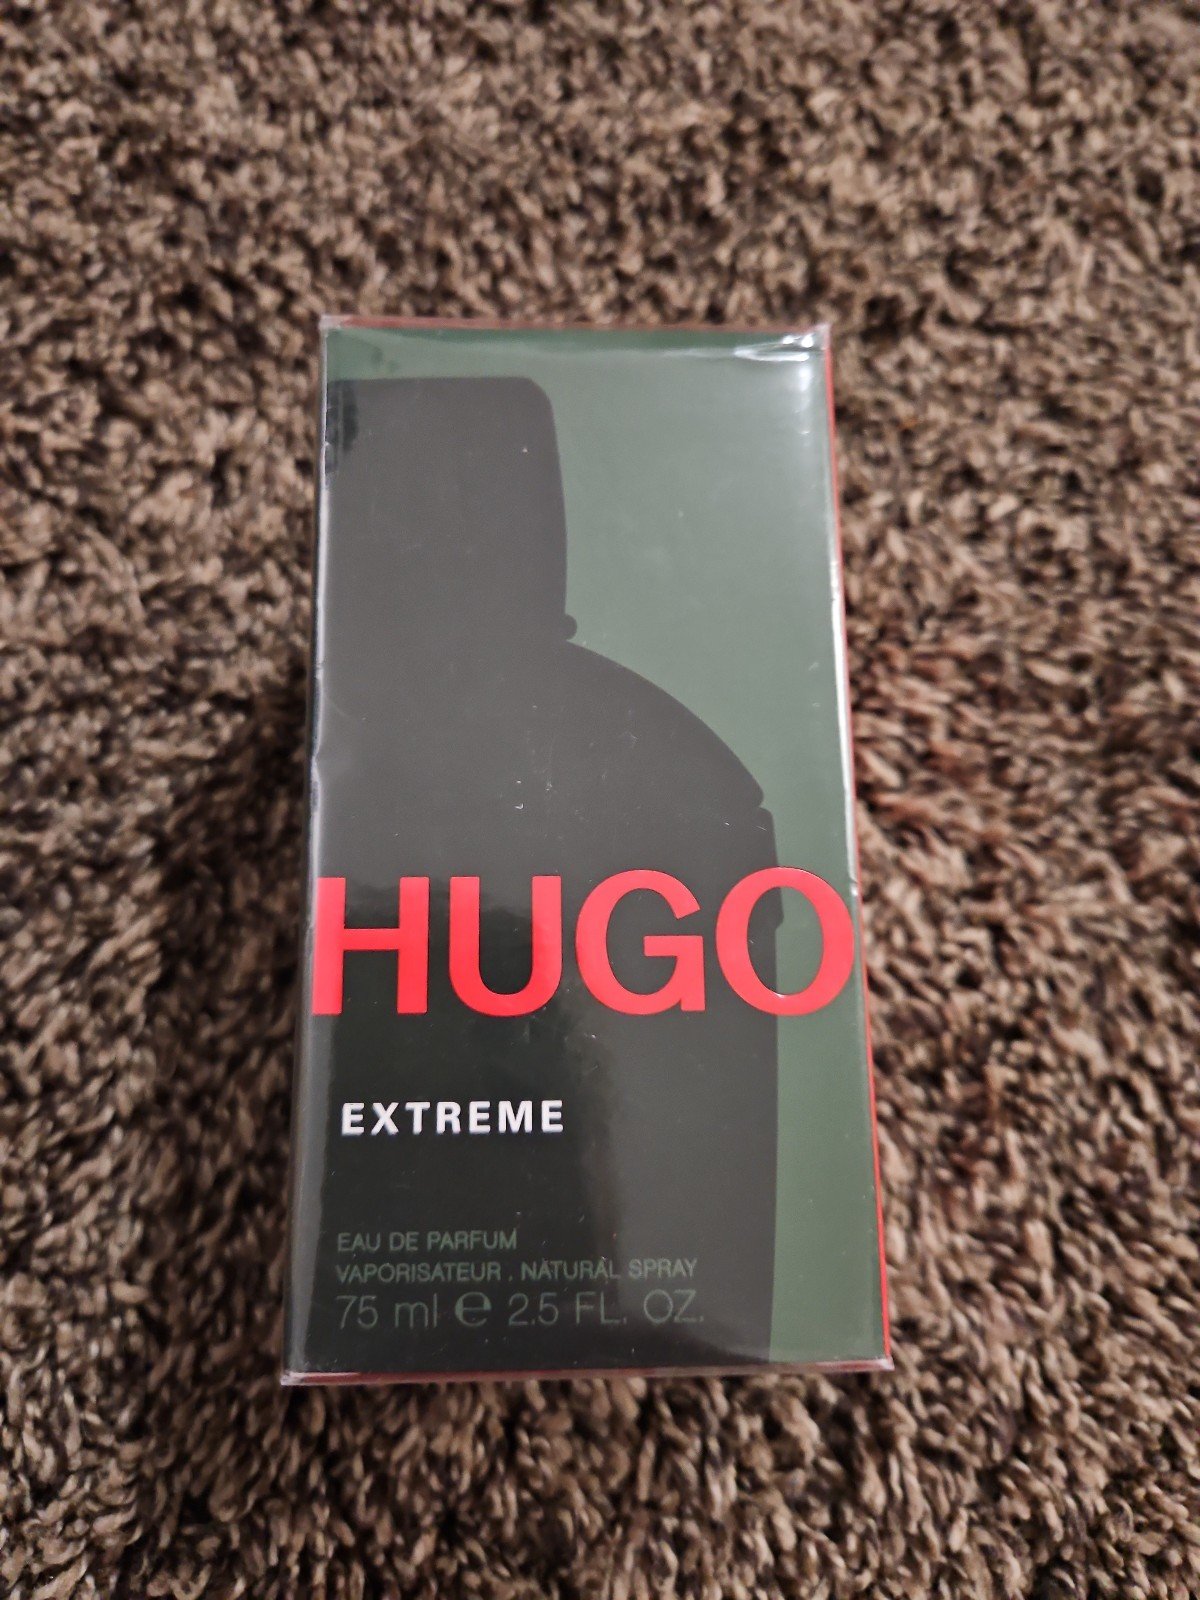 HUGO
EXTREME
EAU DE PARFUM
VAPORISATEUR . NATURAL SPRAY
75 ml ℮ 2.5 FL. OZ.